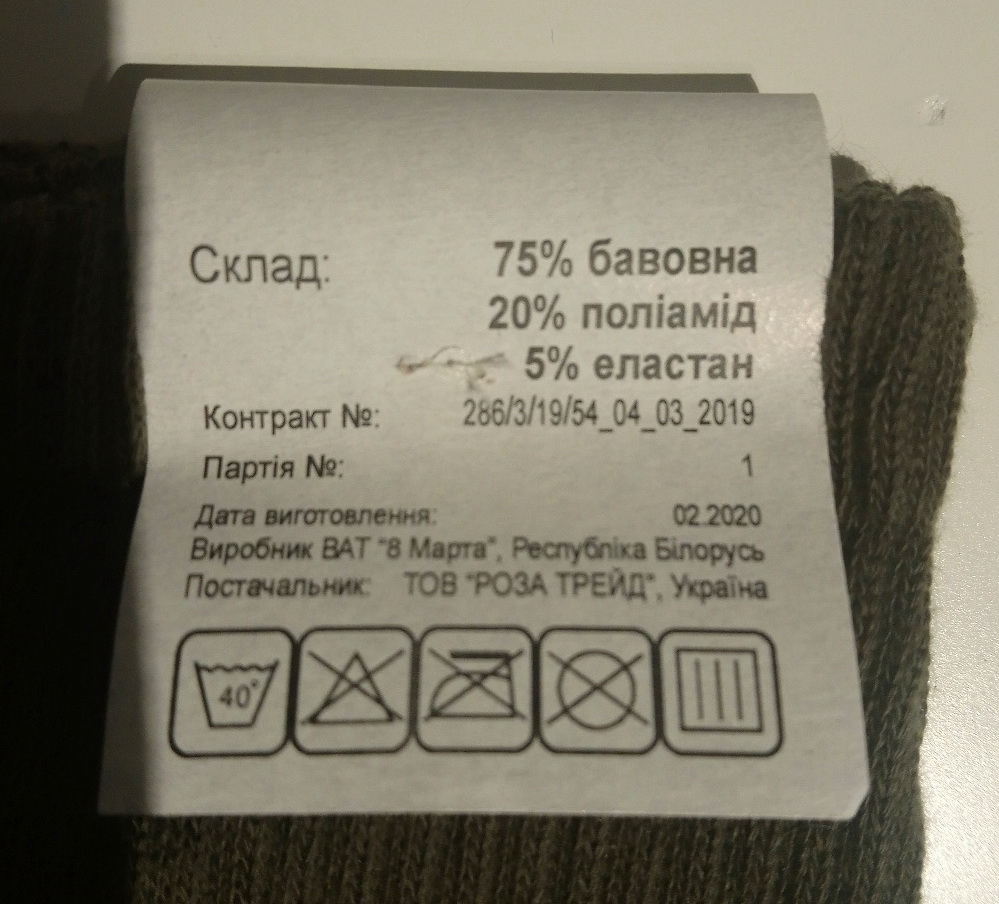 Склад: 75% бавовна
20% поліамід
5% еластан
Контракт №: 286/3/19/54_04_03_2019
Партія №: 1
Дата виготовлення: 02.2020
Виробник ВАТ "8 Марта", Республіка Білорусь
Постачальник: ТОВ "РОЗА ТРЕЙД", Україна
40°